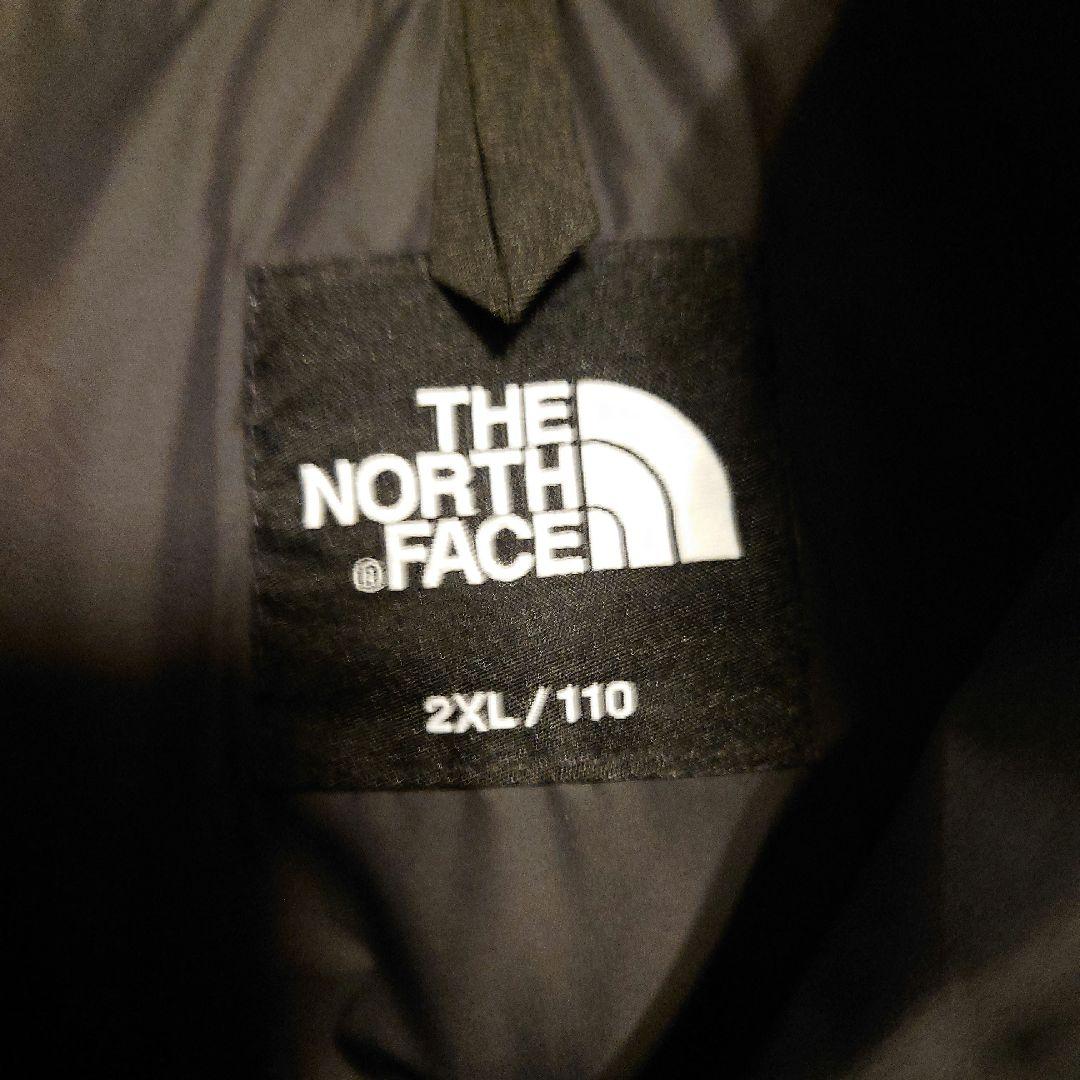 THE
NORTH
®FACE
2XL/110